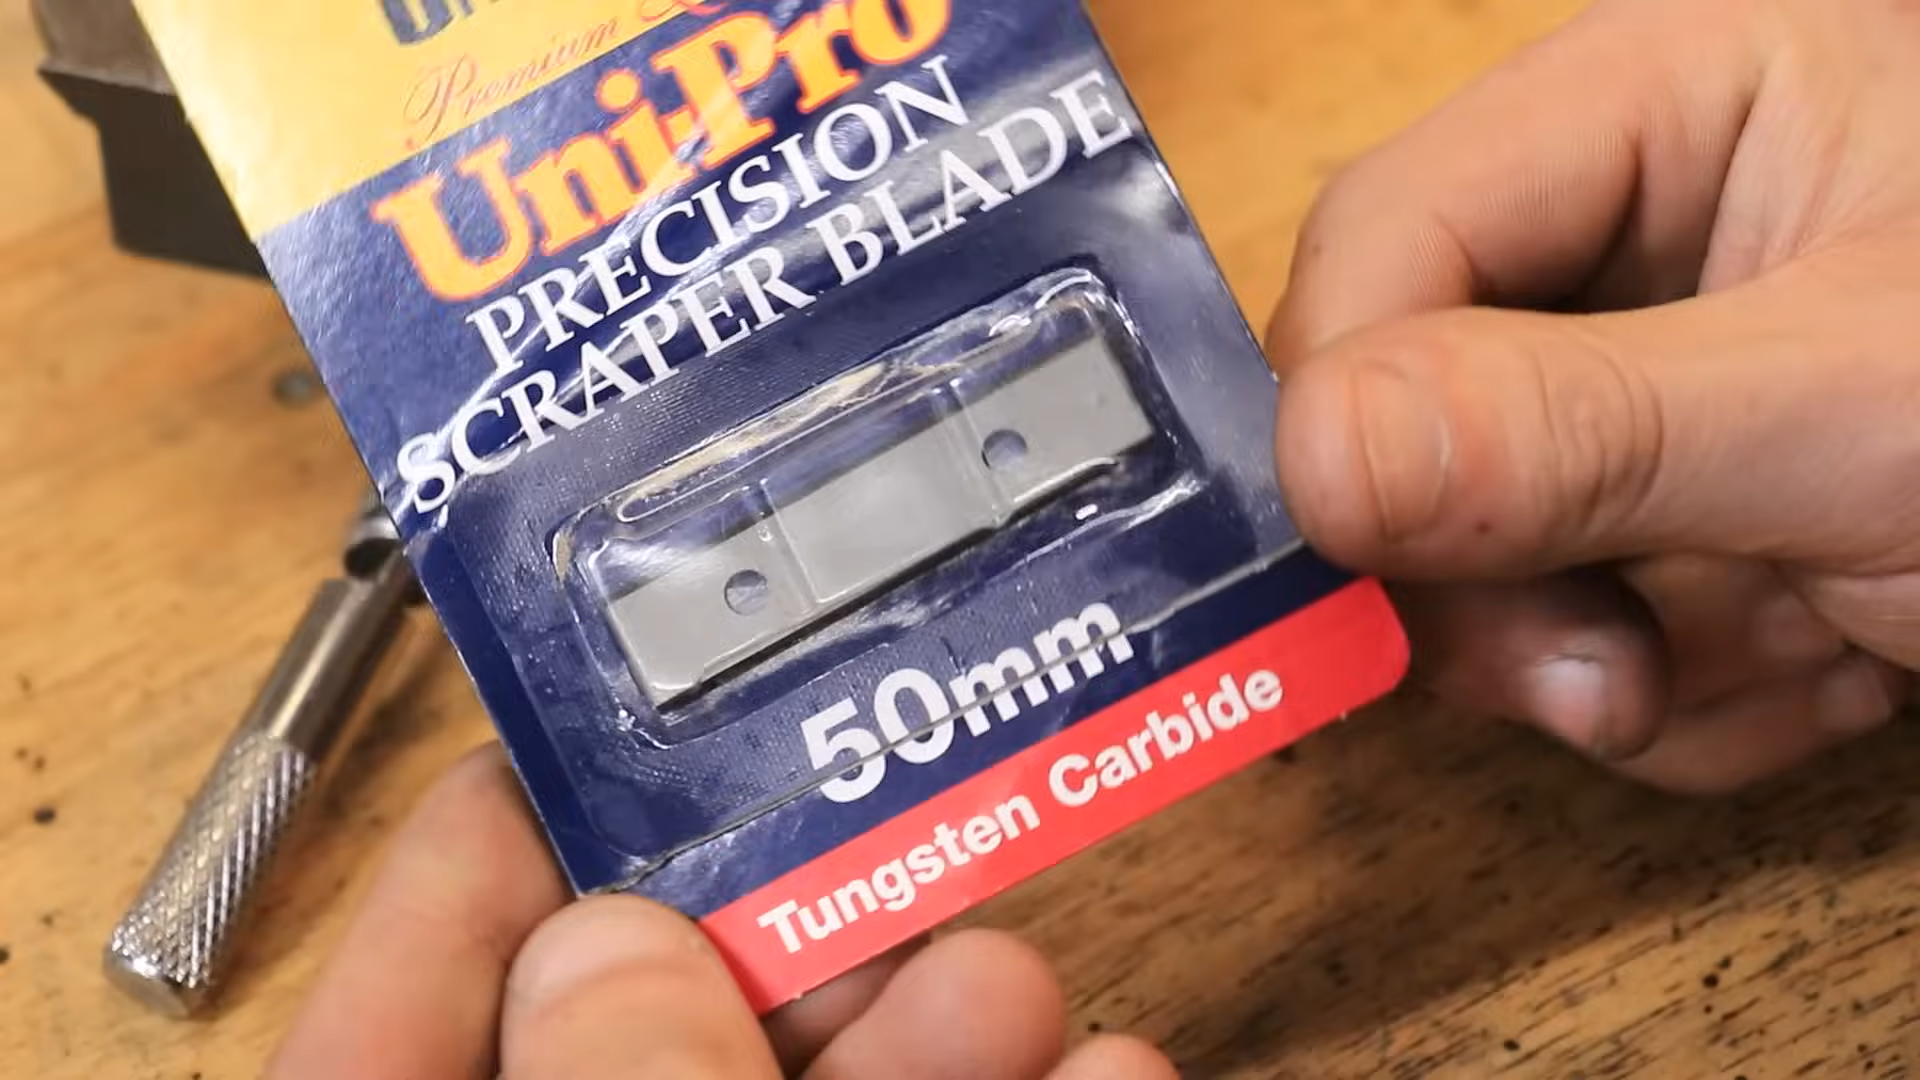 Premium
Uni-Pro
PRECISION
SCRAPER BLADE
50mm
Tungsten Carbide